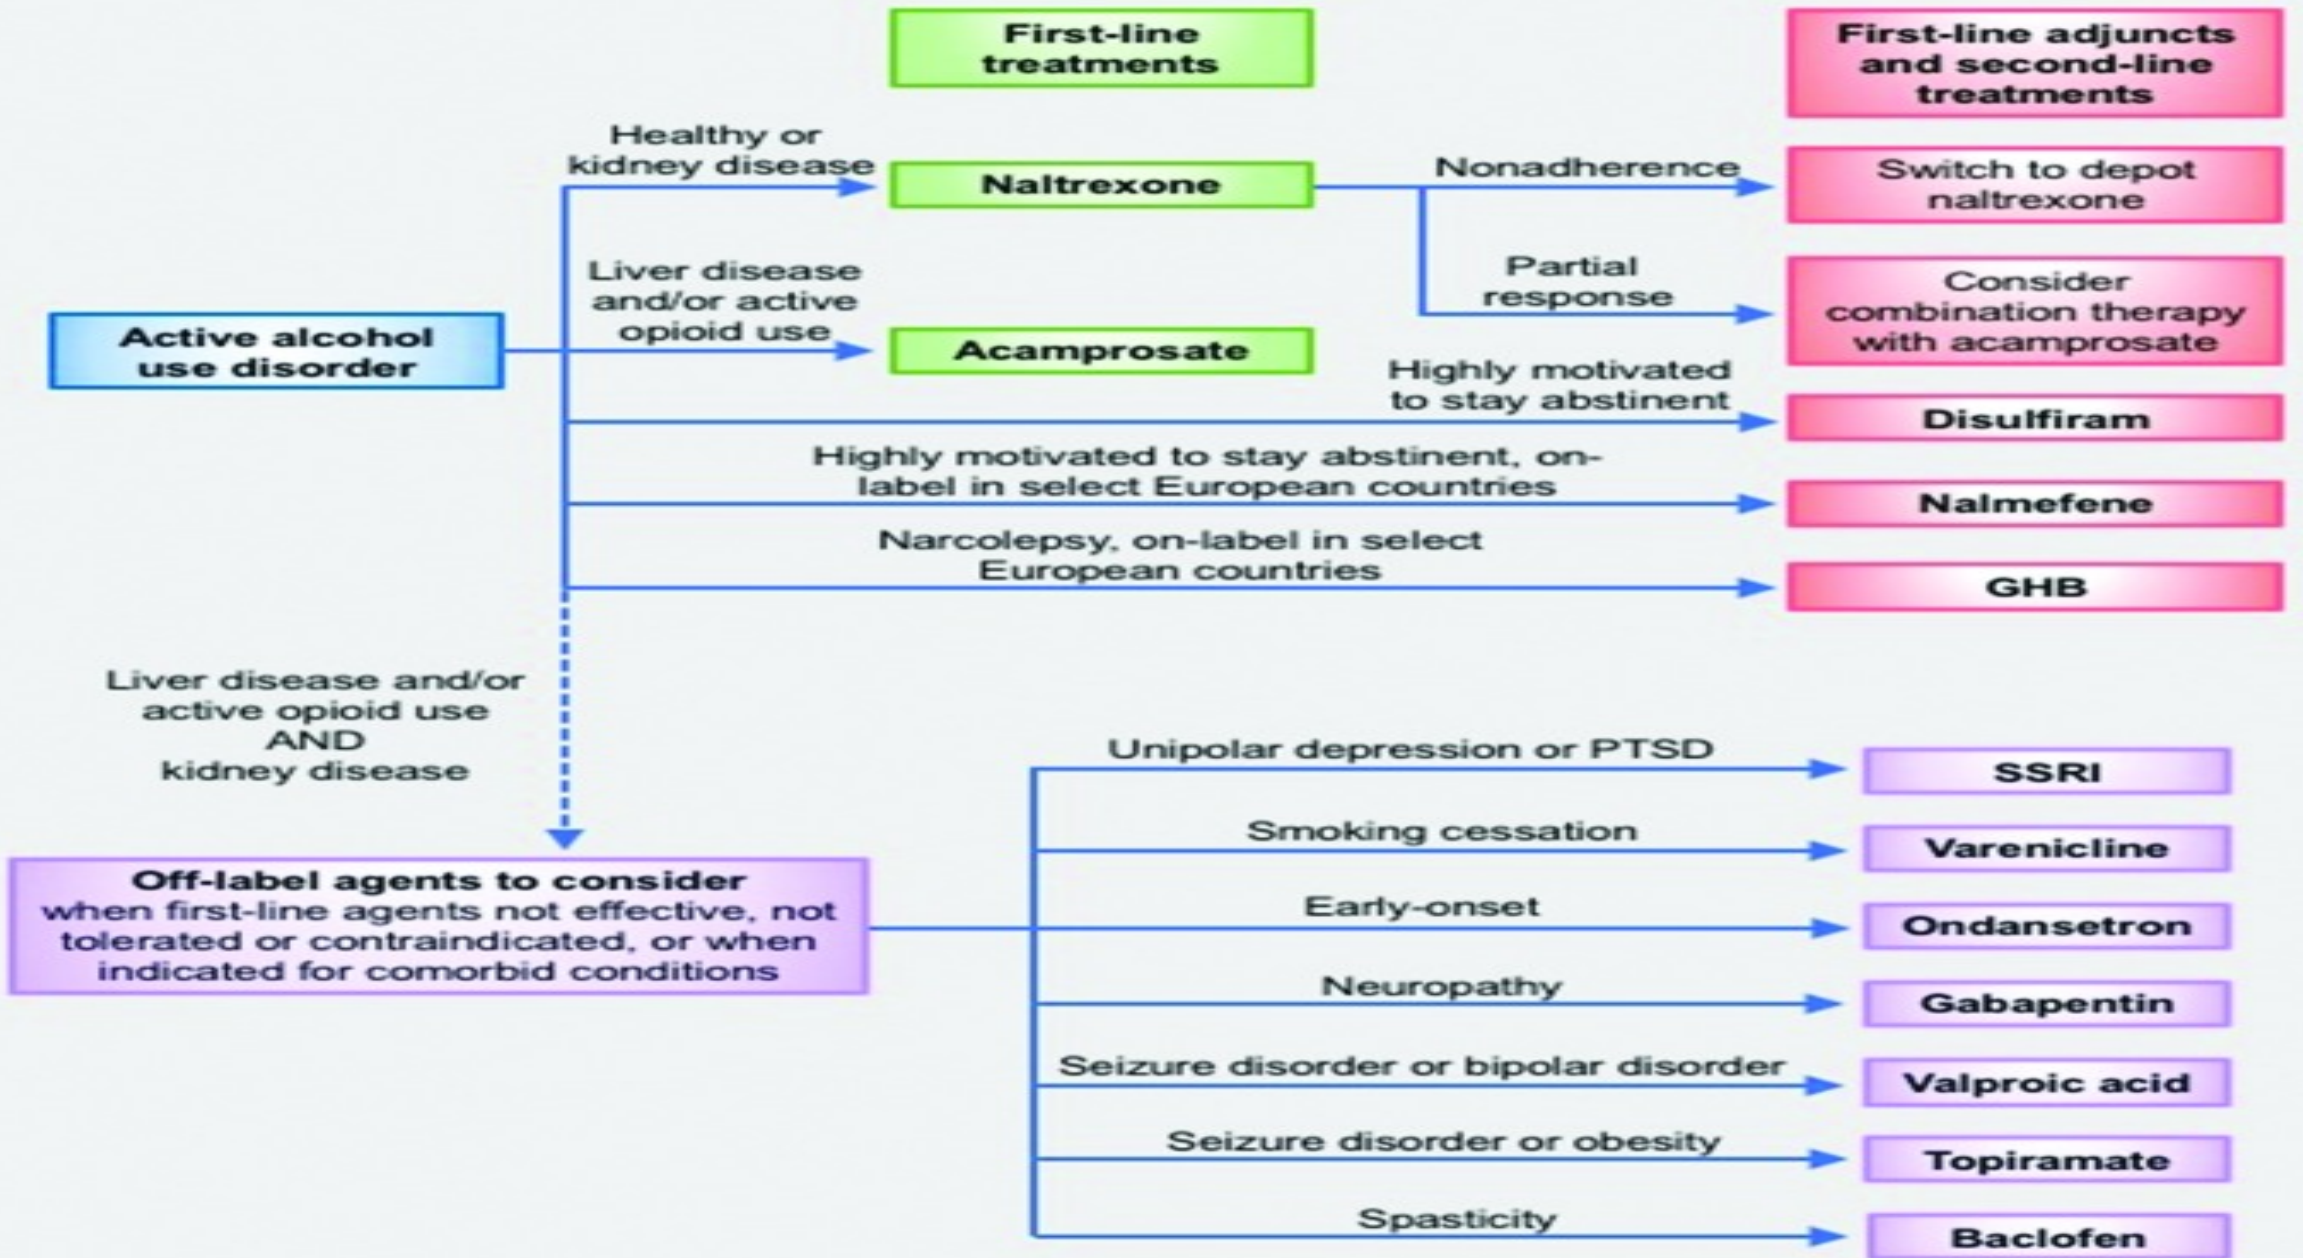 First-line
treatments
First-line adjuncts
and second-line
treatments
Healthy or
kidney disease
Naltrexone
Nonadherence
Switch to depot
naltrexone
Partial
response
Consider
combination therapy
with acamprosate
Liver disease
and/or active
opioid use
Active alcohol
use disorder
Acamprosate
Highly motivated
to stay abstinent
Disulfiram
Highly motivated to stay abstinent, on-
label in select European countries
Nalmefene
Narcolepsy, on-label in select
European countries
GHB
Liver disease and/or
active opioid use
AND
kidney disease
Off-label agents to consider
when first-line agents not effective, not
tolerated or contraindicated, or when
indicated for comorbid conditions
Unipolar depression or PTSD
SSRI
Smoking cessation
Varenicline
Early-onset
Ondansetron
Neuropathy
Gabapentin
Seizure disorder or bipolar disorder
Valproic acid
Seizure disorder or obesity
Topiramate
Spasticity
Baclofen